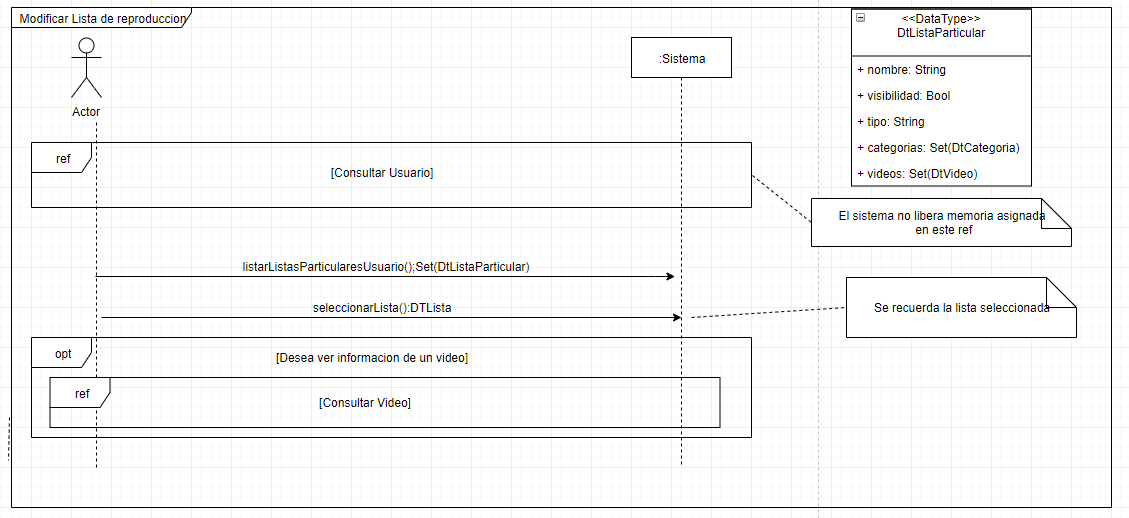 Modificar Lista de reproduccion
<<DataType>>
DtListaParticular
+ nombre: String
+ visibilidad: Bool
+ tipo: String
+ categorias: Set(DtCategoria)
+ videos: Set(DtVideo)
:Sistema
Actor
ref
[Consultar Usuario]
El sistema no libera memoria asignada
en este ref
listarListasParticularesUsuario();Set(DtListaParticular)
seleccionarLista():DTLista
Se recuerda la lista seleccionada
opt
[Desea ver informacion de un video]
ref
[Consultar Video]